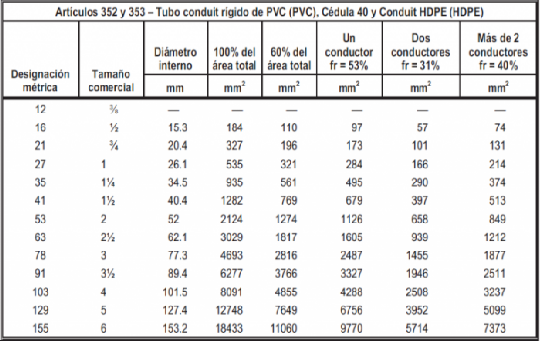 Artículos 352 y 353 – Tubo conduit rígido de PVC (PVC), Cédula 40 y Conduit HDPE (HDPE)
Designación métrica Tamaño comercial Diámetro interno 100% del área total 60% del área total Un conductor fr = 53% Dos conductores fr = 31% Más de 2 conductores fr = 40%
mm mm² mm² mm² mm² mm²
12 ⅜ — — — — — —
16 ½ 15.3 184 110 97 57 74
21 ¾ 20.4 327 196 173 101 131
27 1 26.1 535 321 284 166 214
35 1¼ 34.5 935 561 495 290 374
41 1½ 40.4 1282 769 679 397 513
53 2 52 2124 1274 1126 658 849
63 2½ 62.1 3029 1817 1605 939 1212
78 3 77.3 4693 2816 2487 1455 1877
91 3½ 89.4 6277 3766 3327 1946 2511
103 4 101.5 8091 4855 4288 2508 3237
129 5 127.4 12748 7649 6756 3952 5099
155 6 153.2 18433 11060 9770 5714 7373